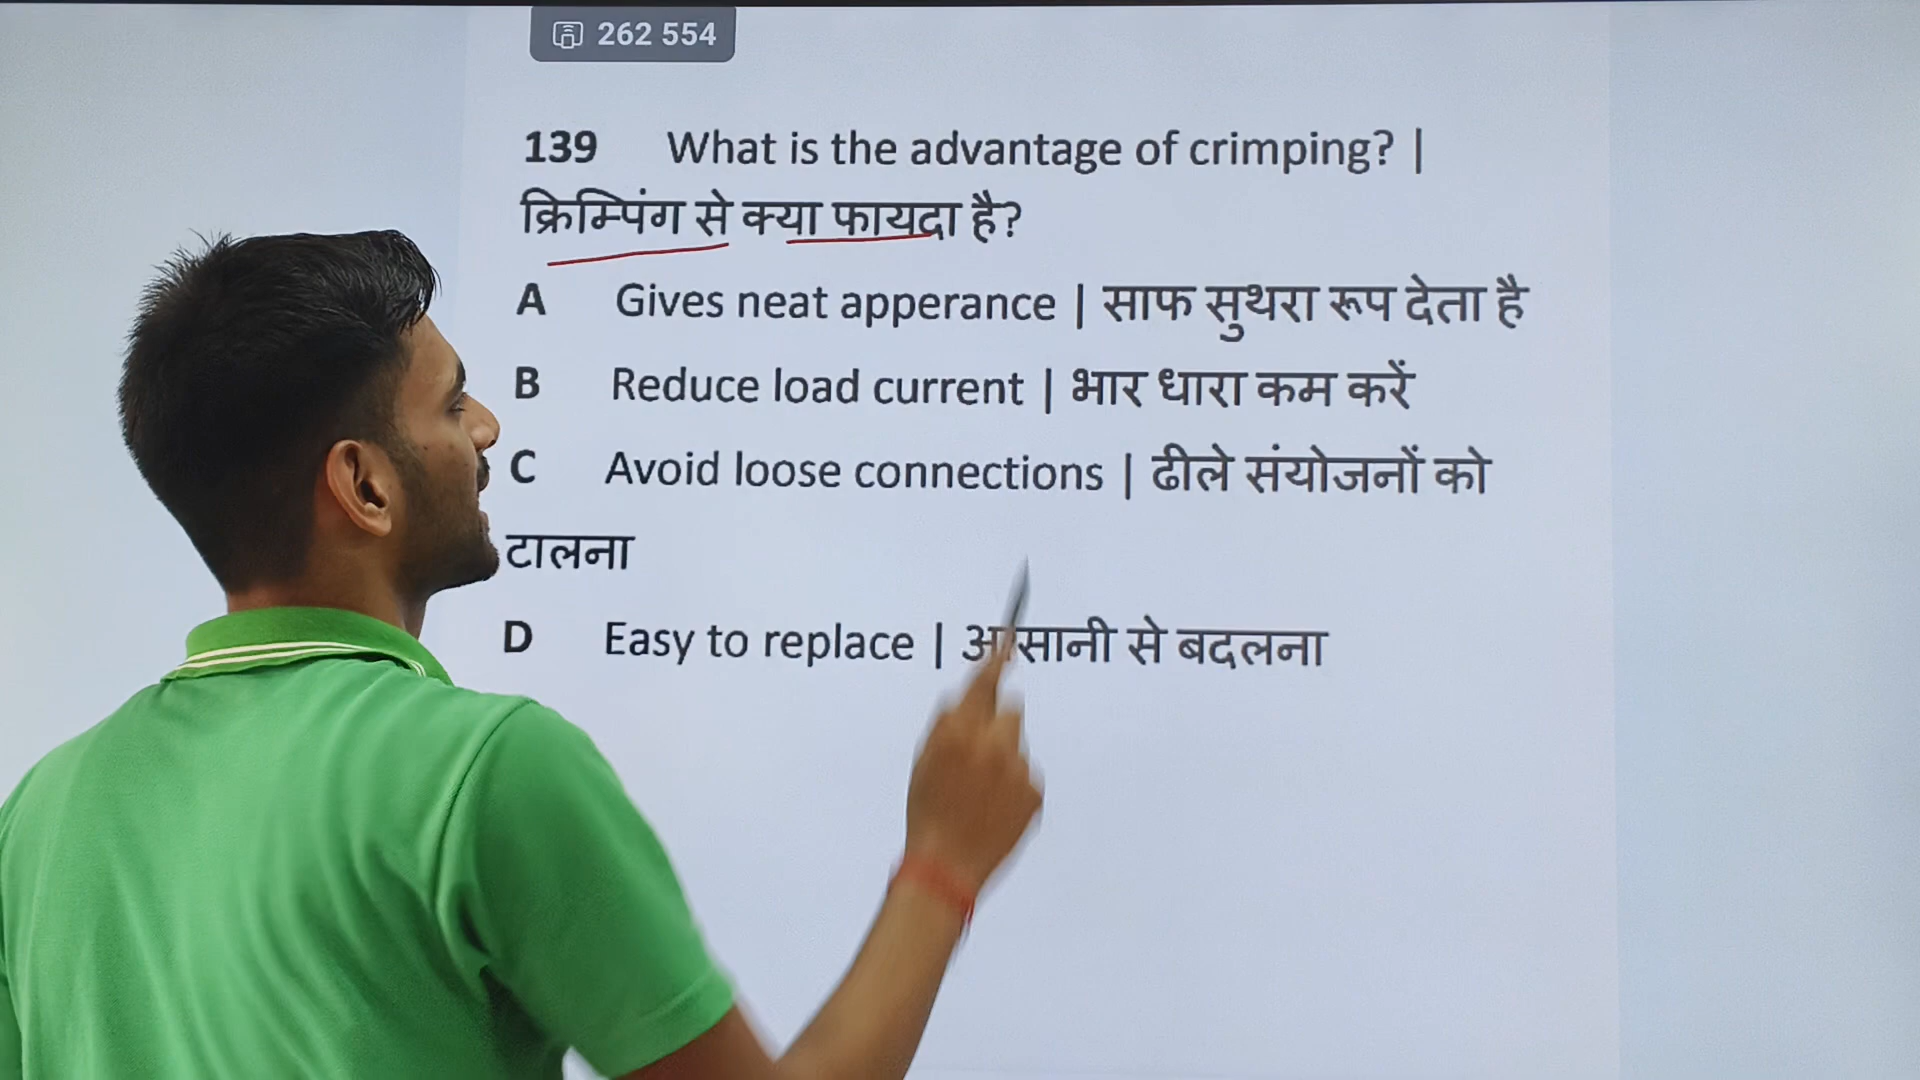 262 554
139 What is the advantage of crimping? |
क्रिम्पिंग से क्या फायदा है?
A Gives neat apperance | साफ सुथरा रूप देता है
B Reduce load current | भार धारा कम करें
C Avoid loose connections | ढीले संयोजनों को
टालना
D Easy to replace | आसानी से बदलना